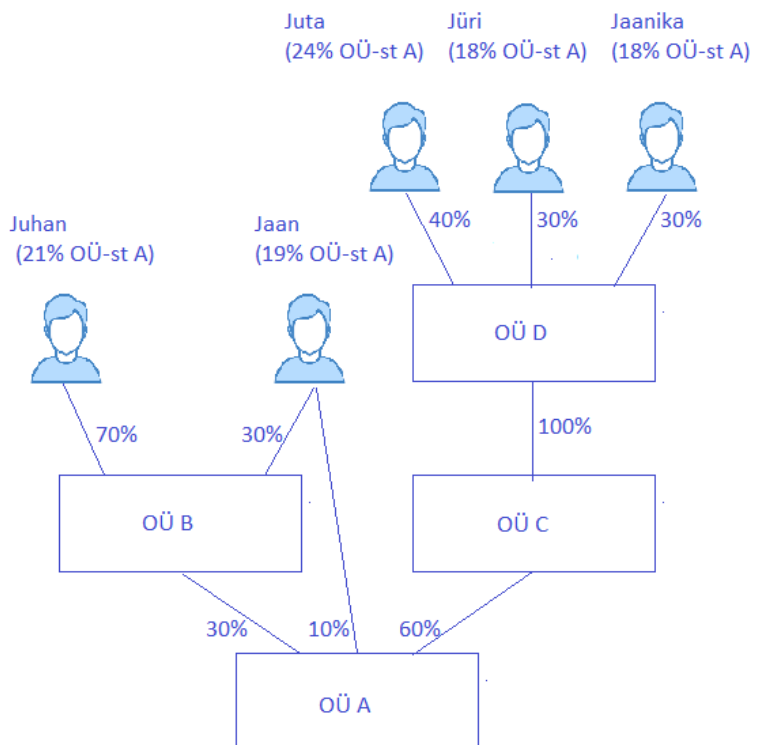 Juta
(24% OÜ-st A)
Jüri
(18% OÜ-st A)
Jaanika
(18% OÜ-st A)
40%
30%
30%
Juhan
(21% OÜ-st A)
Jaan
(19% OÜ-st A)
OÜ D
70%
30%
100%
OÜ B
OÜ C
30%
10%
60%
OÜ A